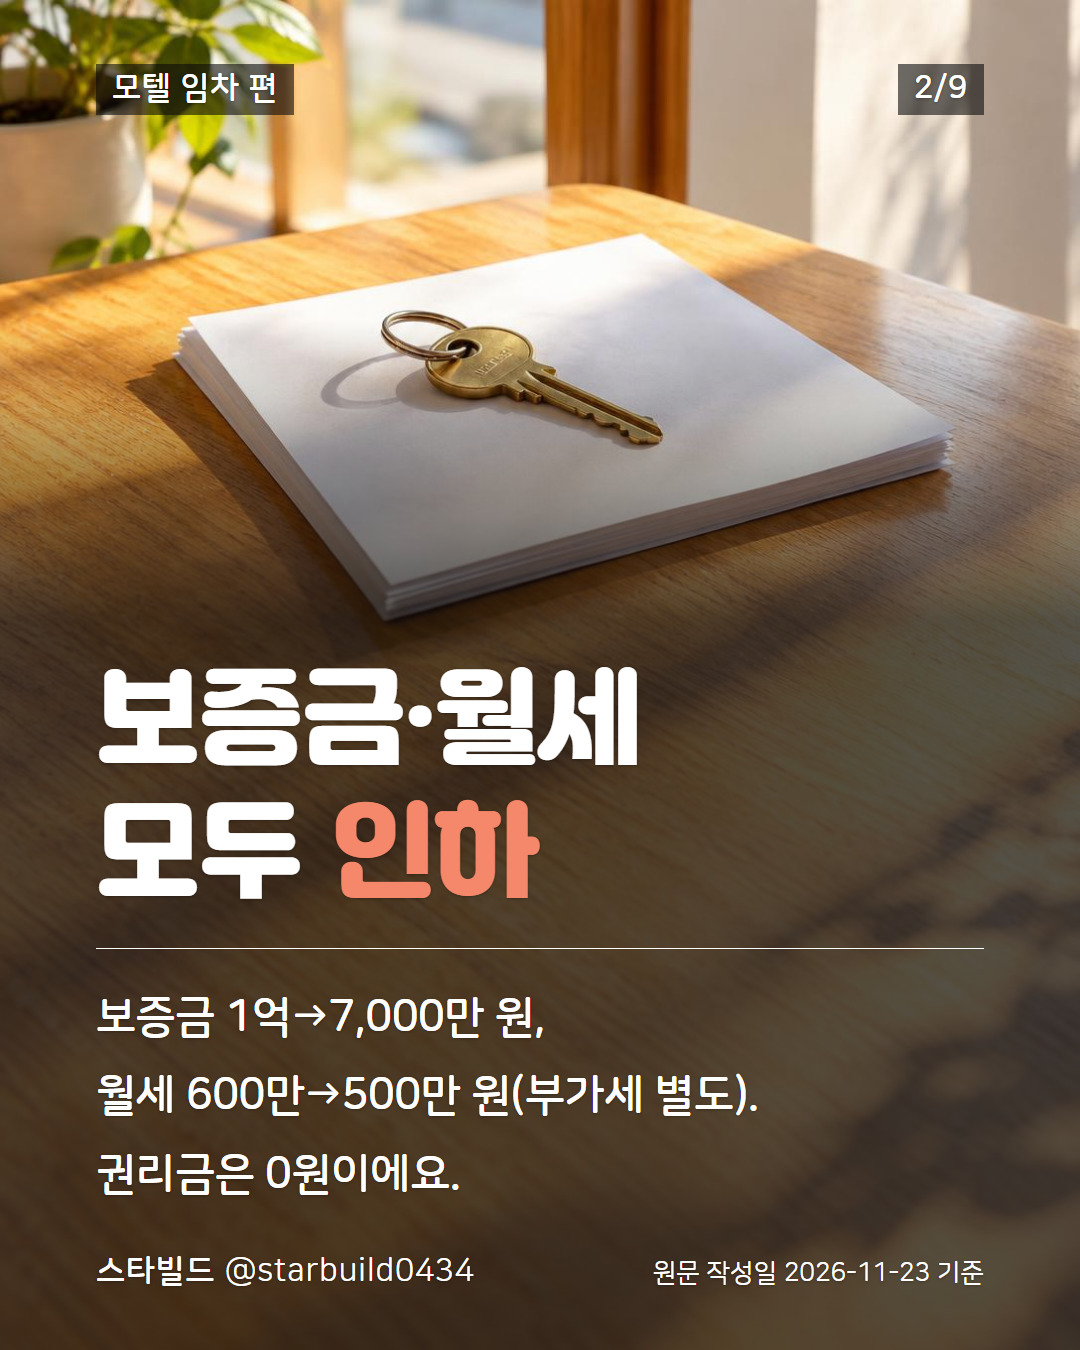 모텔 임차 편
2/9
보증금·월세
모두 인하
보증금 1억→7,000만 원,
월세 600만→500만 원(부가세 별도).
권리금은 0원이에요.
스타빌드 @starbuild0434
원문 작성일 2026-11-23 기준